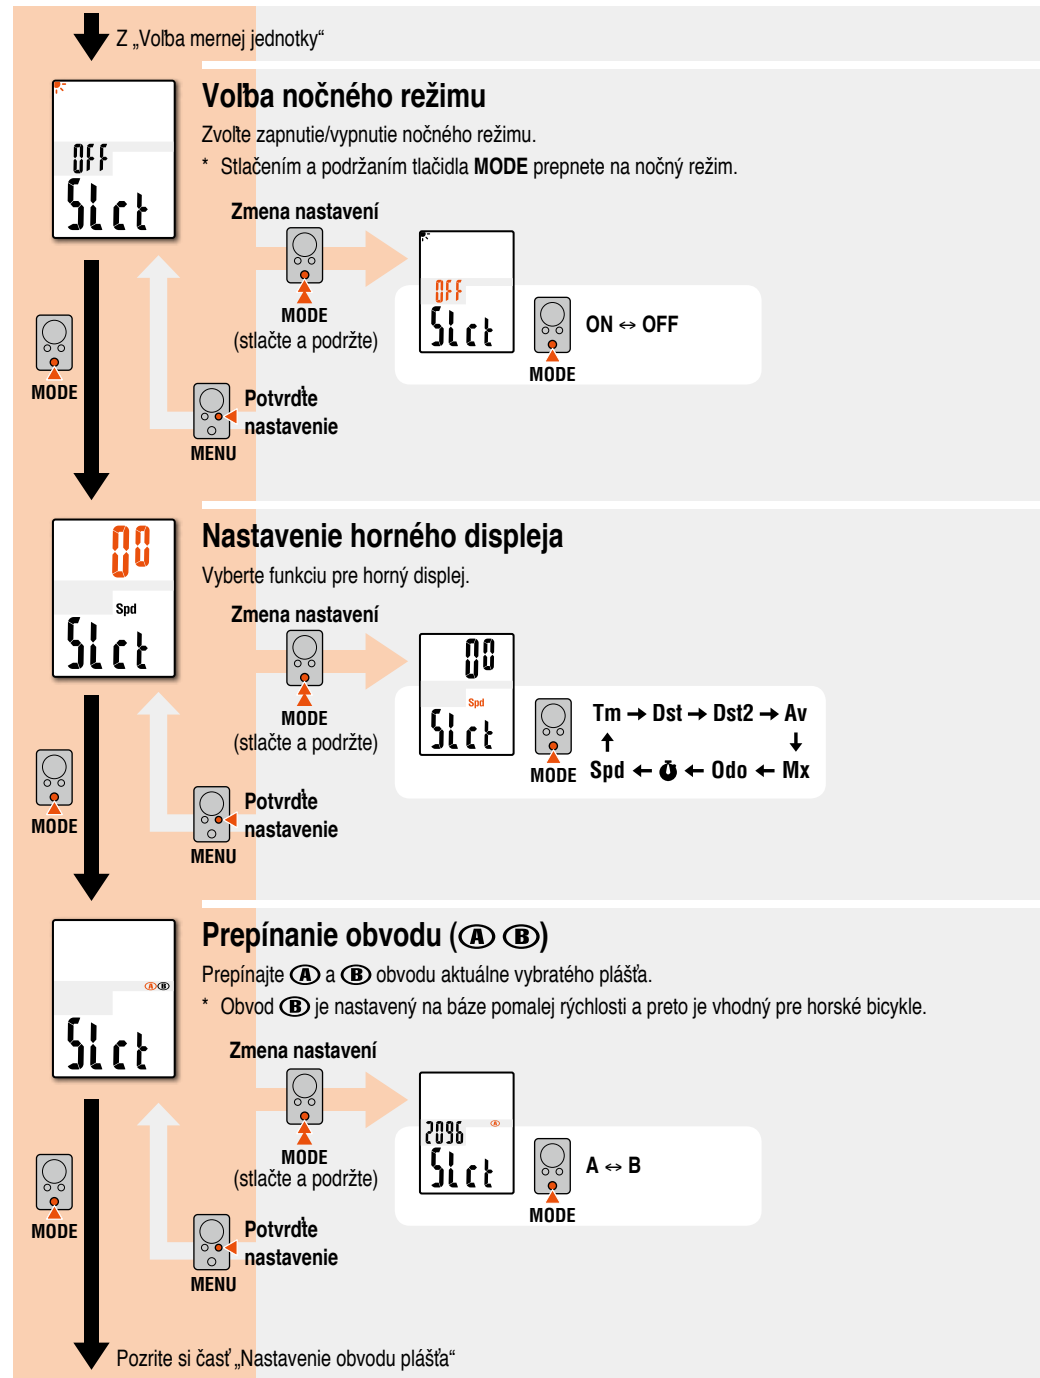 Z „Voľba mernej jednotky“
Voľba nočného režimu
Zvoľte zapnutie/vypnutie nočného režimu.
* Stlačením a podržaním tlačidla MODE prepnete na nočný režim.
OFF
Slct
Zmena nastavení
MODE
(stlačte a podržte)
OFF
Slct
ON ⇔ OFF
MODE
MODE
Potvrďte
nastavenie
MENU
Nastavenie horného displeja
Vyberte funkciu pre horný displej.
00
Spd
Slct
Zmena nastavení
MODE
(stlačte a podržte)
00
Spd
Slct
Tm → Dst → Dst2 → Av
↑ ↓
Spd ← ← Odo ← Mx
MODE
MODE
Potvrďte
nastavenie
MENU
Prepínanie obvodu (Ⓐ Ⓑ)
Prepínajte Ⓐ a Ⓑ obvodu aktuálne vybratého plášťa.
* Obvod Ⓑ je nastavený na báze pomalej rýchlosti a preto je vhodný pre horské bicykle.
ⒶⒷ
Slct
Zmena nastavení
MODE
(stlačte a podržte)
2096 Ⓐ
Slct
A ⇔ B
MODE
MODE
Potvrďte
nastavenie
MENU
Pozrite si časť „Nastavenie obvodu plášťa“